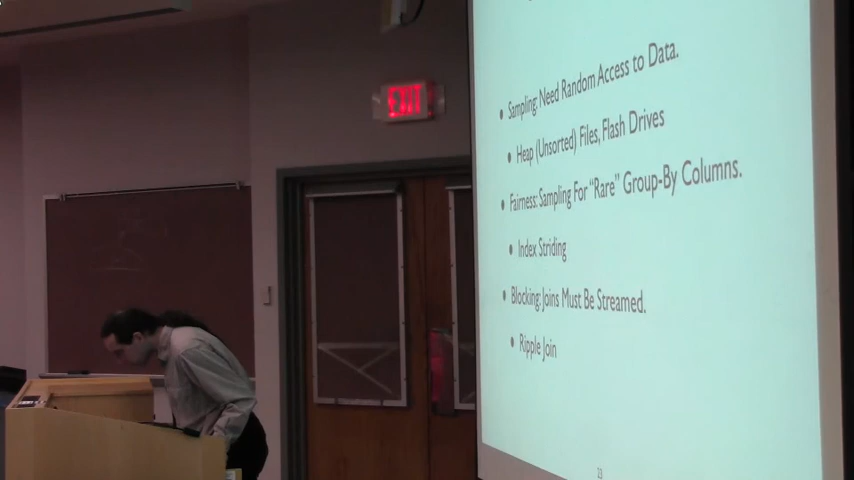 EXIT
• Sampling: Need Random Access to Data.
• Heap (Unsorted) Files, Flash Drives
• Fairness: Sampling For “Rare” Group-By Columns.
• Index Striding
• Blocking: Joins Must Be Streamed.
• Ripple Join
23